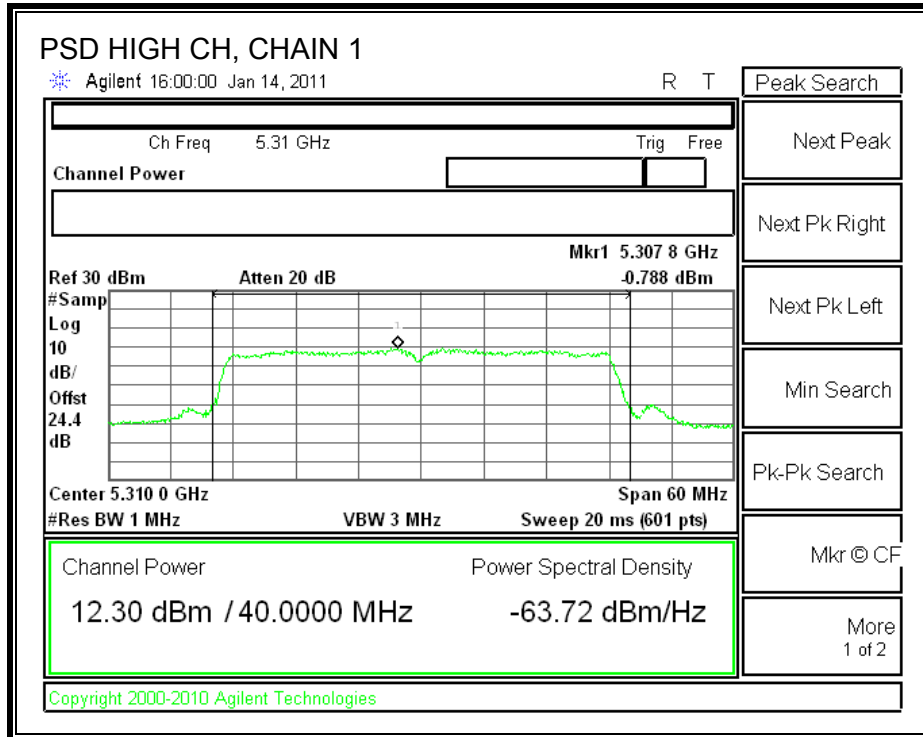 PSD HIGH CH, CHAIN 1
Agilent 16:00:00 Jan 14, 2011 R T
Ch Freq 5.31 GHz Trig Free
Channel Power
Mkr1 5.307 8 GHz
Ref 30 dBm Atten 20 dB -0.788 dBm
#Samp
Log
10
dB/
Offst
24.4
dB
1
Center 5.310 0 GHz Span 60 MHz
#Res BW 1 MHz VBW 3 MHz Sweep 20 ms (601 pts)
Channel Power Power Spectral Density
12.30 dBm / 40.0000 MHz -63.72 dBm/Hz
Copyright 2000-2010 Agilent Technologies
Peak Search
Next Peak
Next Pk Right
Next Pk Left
Min Search
Pk-Pk Search
Mkr © CF
More
1 of 2